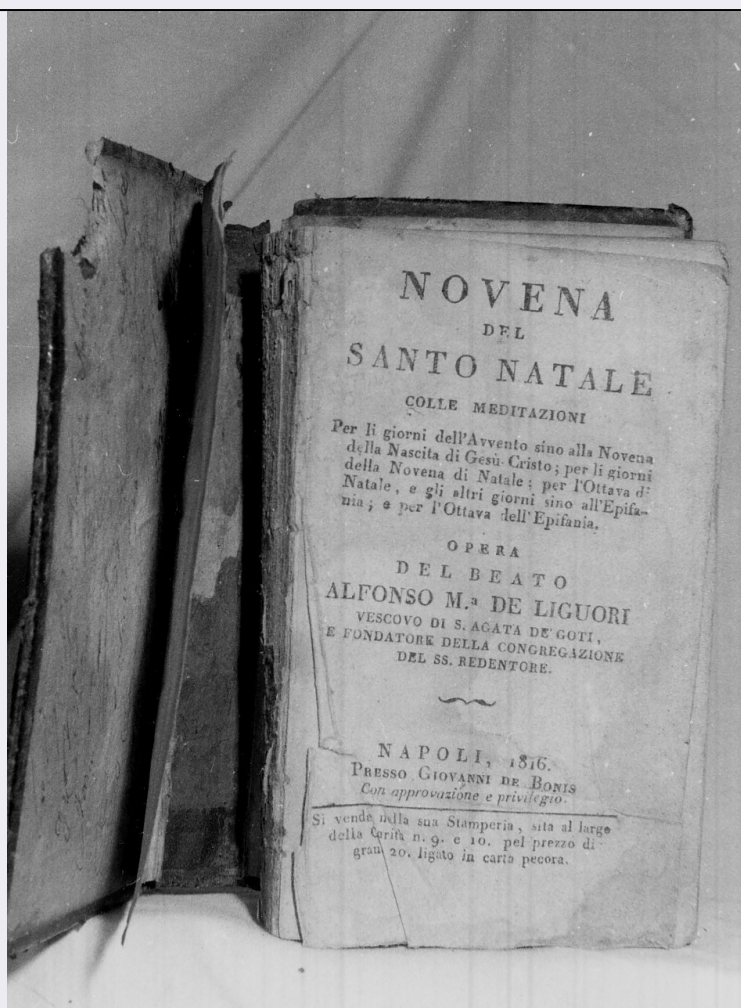 NOVENA
DEL
SANTO NATALE
COLLE MEDITAZIONI
Per li giorni dell'Avvento sino alla Novena
della Nascita di Gesù-Cristo; per li giorni
della Novena di Natale; per l'Ottava di
Natale, e gli altri giorni sino all'Epifa-
nia; e per l'Ottava dell'Epifania.
OPERA
DEL BEATO
ALFONSO M.ª DE LIGUORI
VESCOVO DI S. AGATA DE' GOTI,
E FONDATORE DELLA CONGREGAZIONE
DEL SS. REDENTORE.
NAPOLI, 1816.
PRESSO GIOVANNI DE BONIS
Con approvazione e privilegio.
Si vende nella sua Stamperia, sita al largo
della Carità n. 9. e 10. pel prezzo di
gran 20. ligato in carta pecora.